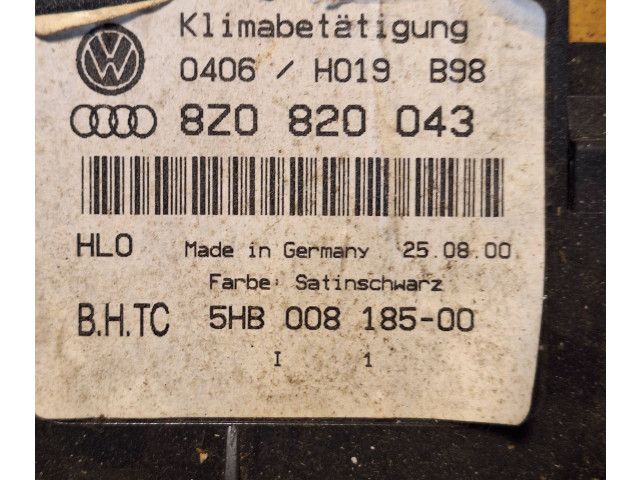 Klimabetätigung
0406 / H019 B98
8Z0 820 043
HLO Made in Germany 25.08.00
Farbe: Satinschwarz
B.H.TC 5HB 008 185-00
I 1